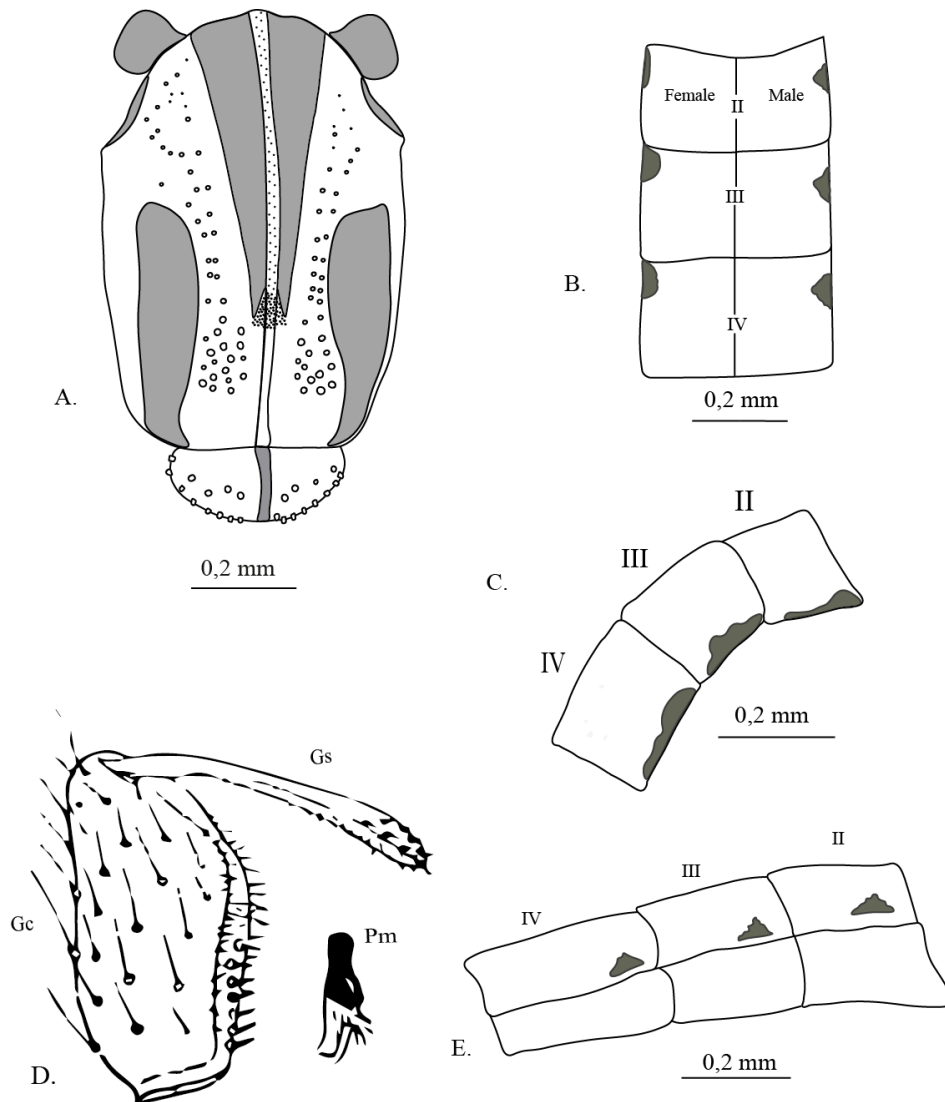 A.
0,2 mm
Female
Male
II
III
IV
B.
0,2 mm
II
III
IV
C.
0,2 mm
Gs
Gc
Pm
D.
II
III
IV
E.
0,2 mm